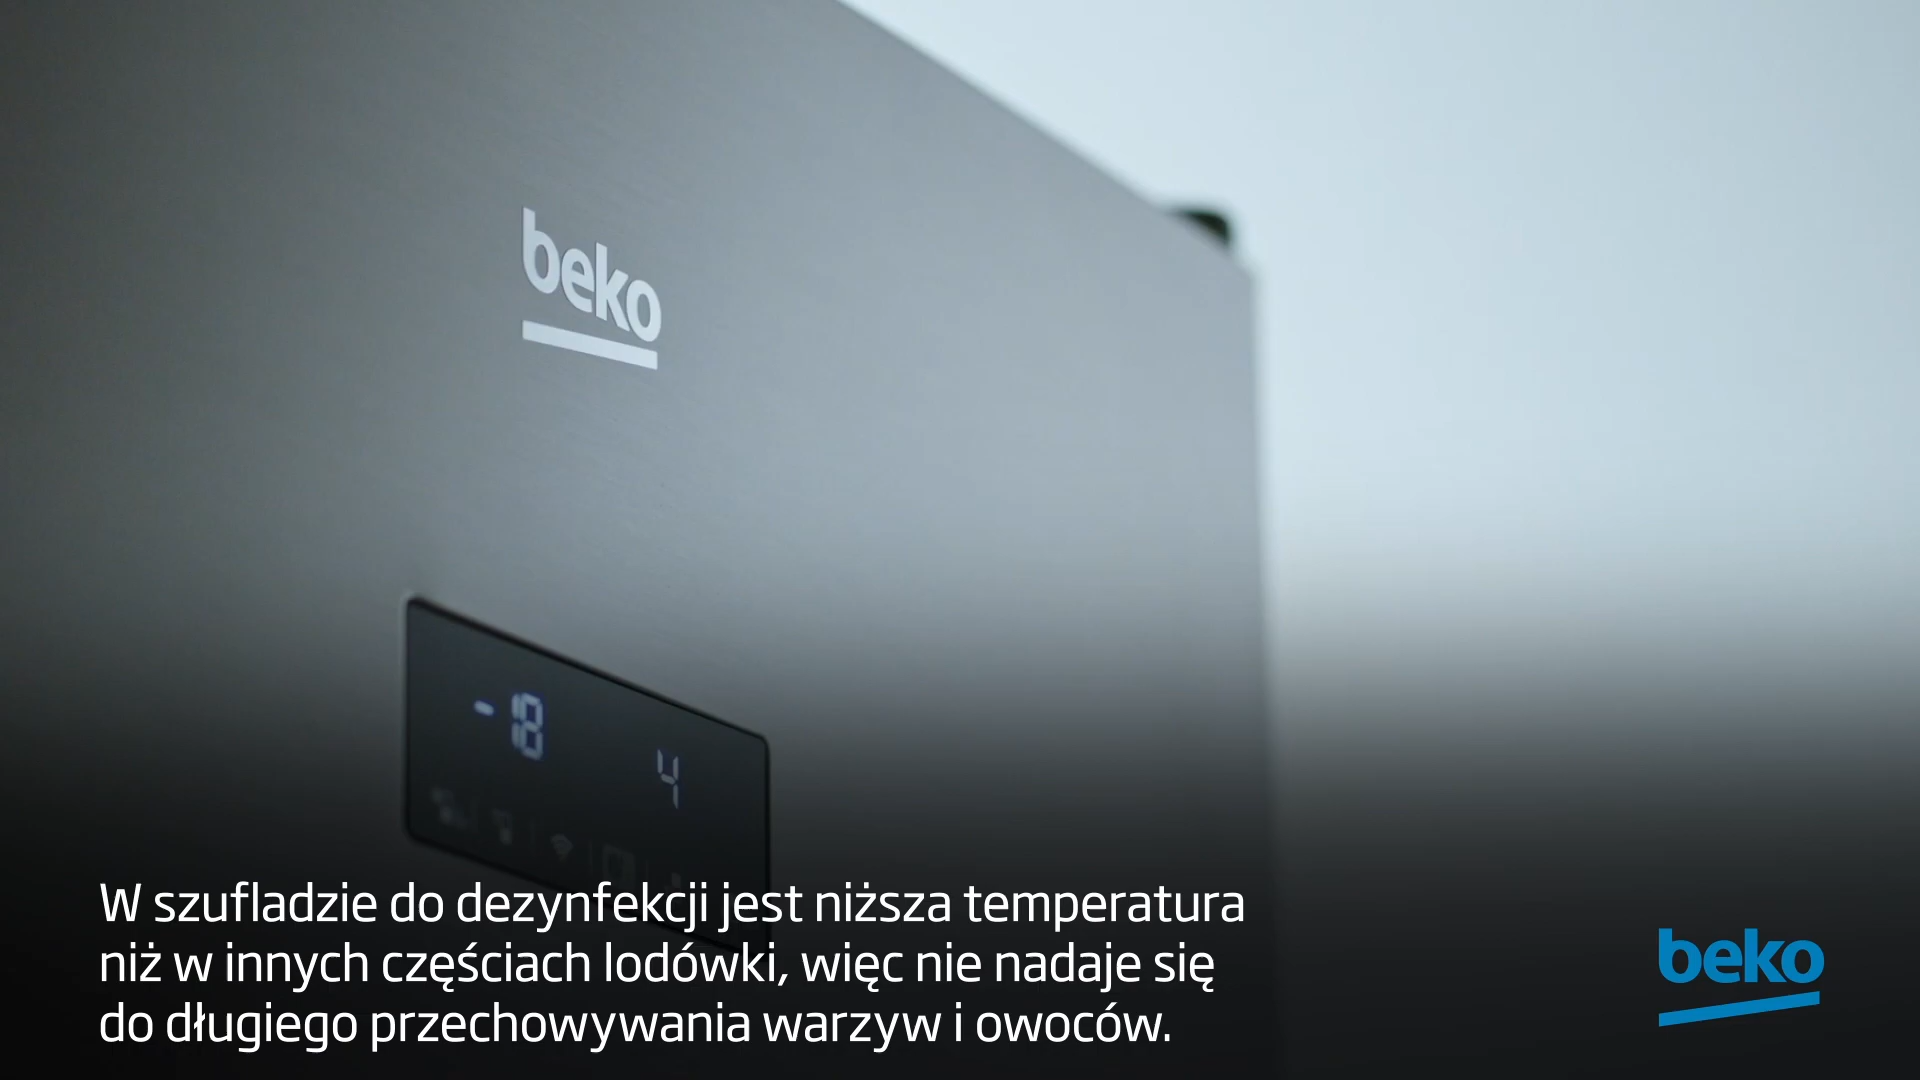 beko
-18
4
W szufladzie do dezynfekcji jest niższa temperatura
niż w innych częściach lodówki, więc nie nadaje się
do długiego przechowywania warzyw i owoców.
beko